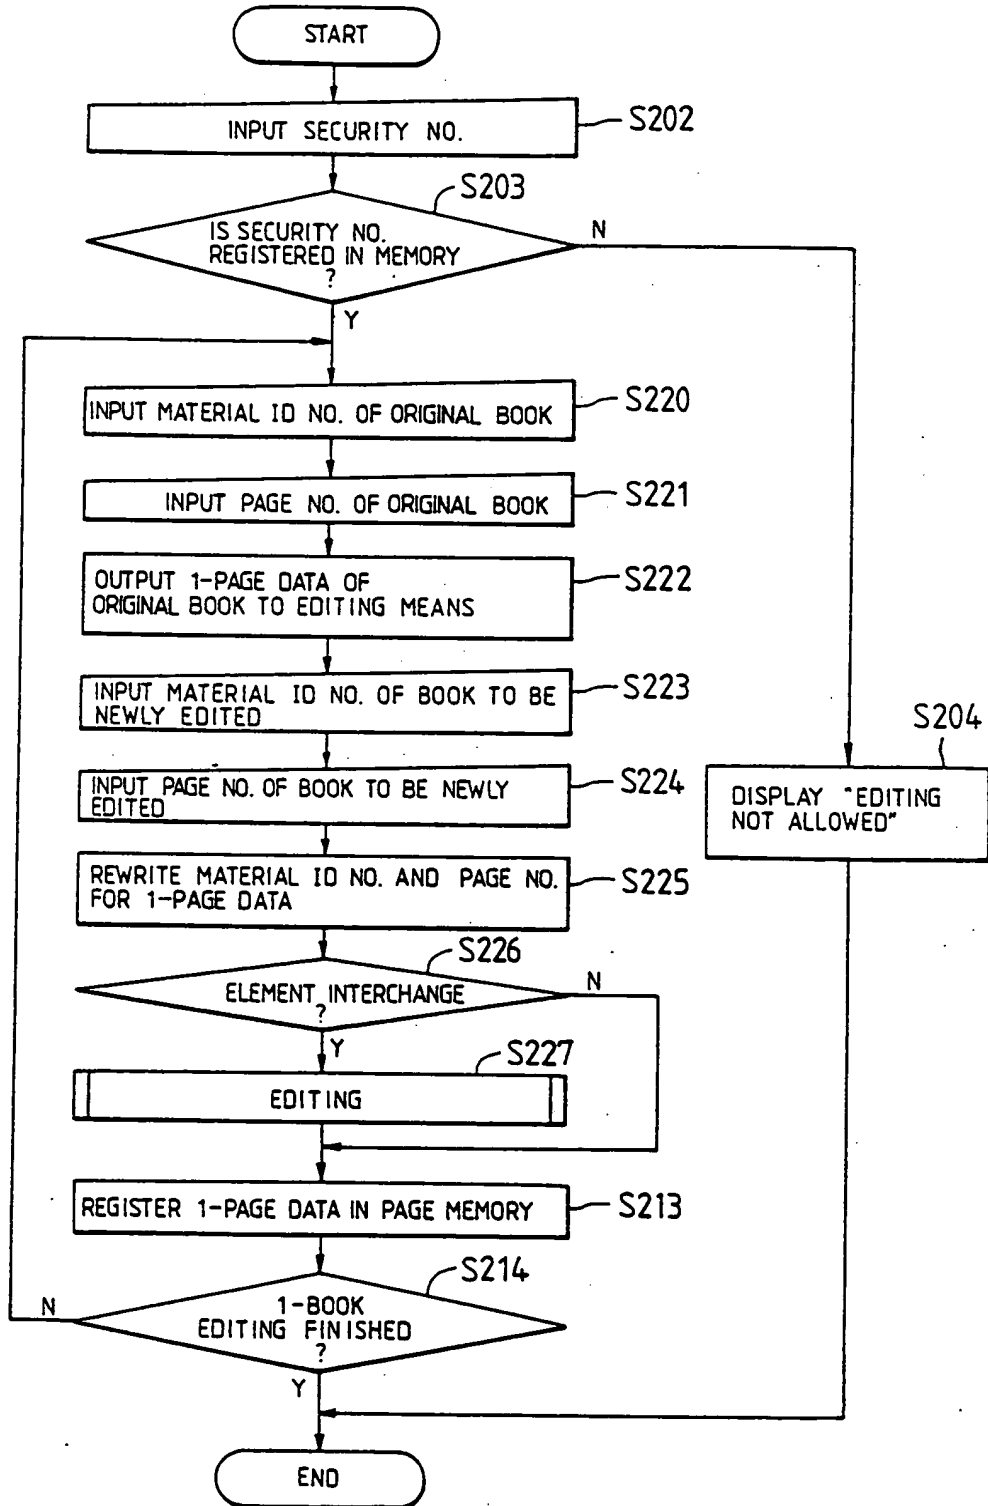 START
INPUT SECURITY NO.
S202
S203
IS SECURITY NO.
REGISTERED IN MEMORY
?
N
Y
INPUT MATERIAL ID NO. OF ORIGINAL BOOK
S220
INPUT PAGE NO. OF ORIGINAL BOOK
S221
OUTPUT 1-PAGE DATA OF
ORIGINAL BOOK TO EDITING MEANS
S222
INPUT MATERIAL ID NO. OF BOOK TO BE
NEWLY EDITED
S223
INPUT PAGE NO. OF BOOK TO BE NEWLY
EDITED
S224
S204
DISPLAY "EDITING
NOT ALLOWED"
REWRITE MATERIAL ID NO. AND PAGE NO.
FOR 1-PAGE DATA
S225
S226
ELEMENT INTERCHANGE
?
N
Y
S227
EDITING
REGISTER 1-PAGE DATA IN PAGE MEMORY
S213
S214
1-BOOK
EDITING FINISHED
?
N
Y
END